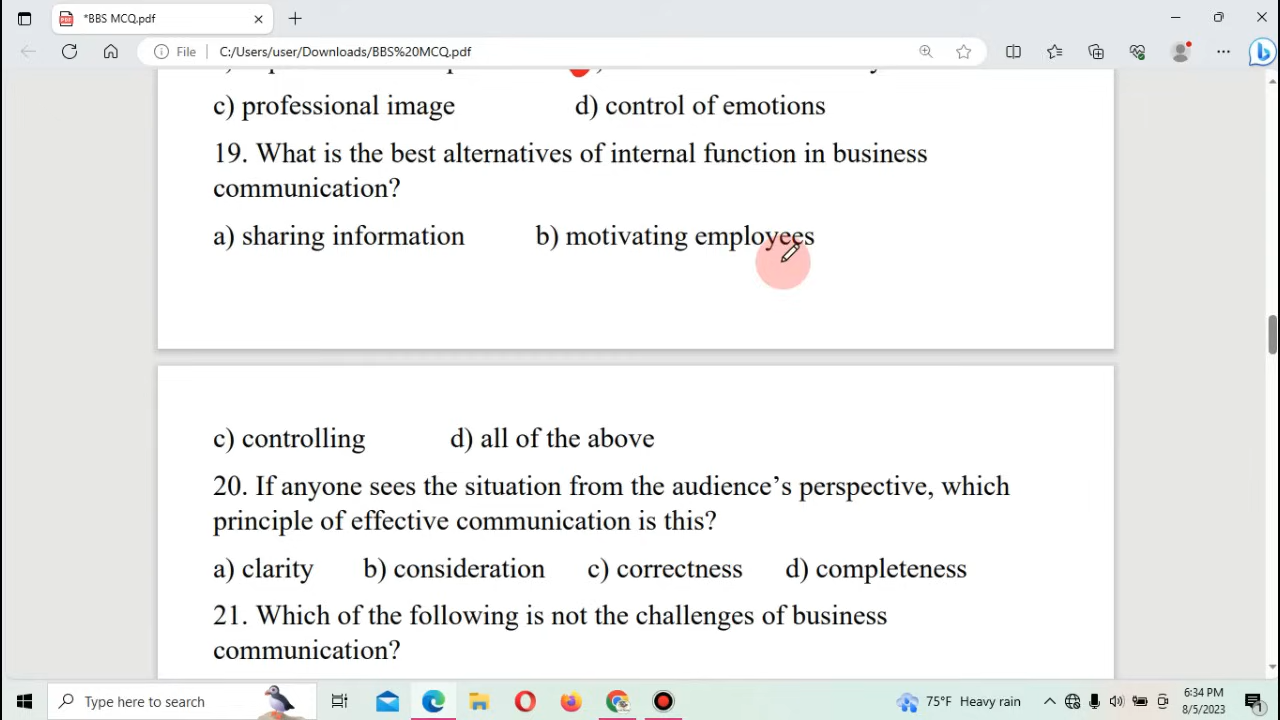 *BBS MCQ.pdf
File C:/Users/user/Downloads/BBS%20MCQ.pdf
c) professional image d) control of emotions
19. What is the best alternatives of internal function in business
communication?
a) sharing information b) motivating employees
c) controlling d) all of the above
20. If anyone sees the situation from the audience’s perspective, which
principle of effective communication is this?
a) clarity b) consideration c) correctness d) completeness
21. Which of the following is not the challenges of business
communication?
Type here to search
75°F Heavy rain
6:34 PM
8/5/2023
1